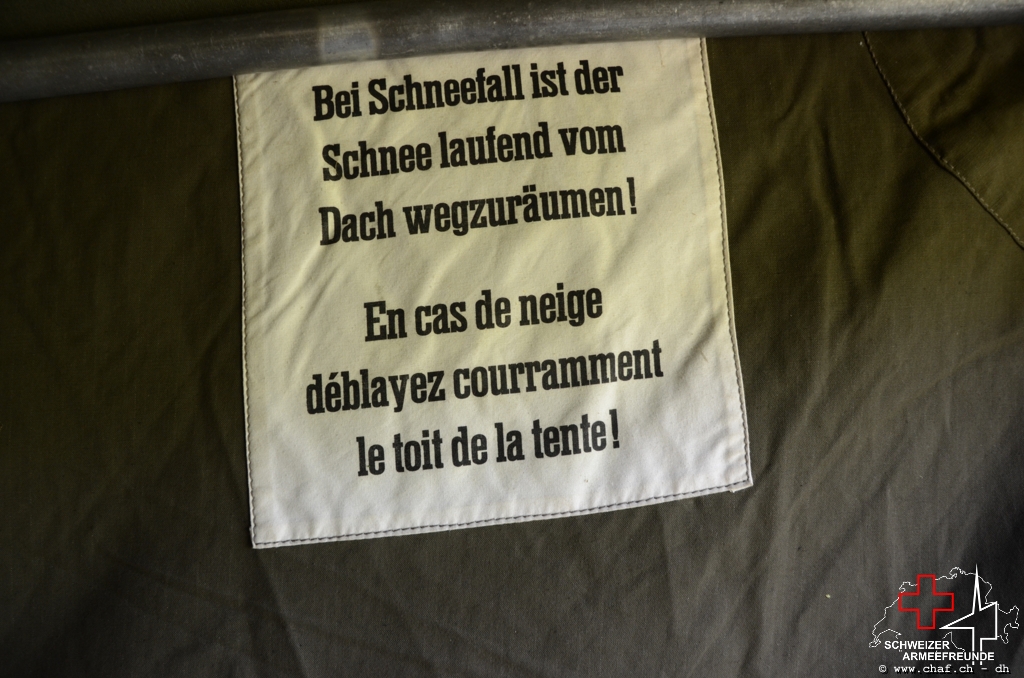 Bei Schneefall ist der
Schnee laufend vom
Dach wegzuräumen!
En cas de neige
déblayez courramment
le toit de la tente!
SCHWEIZER
ARMEEFREUNDE
© www.chaf.ch - dh